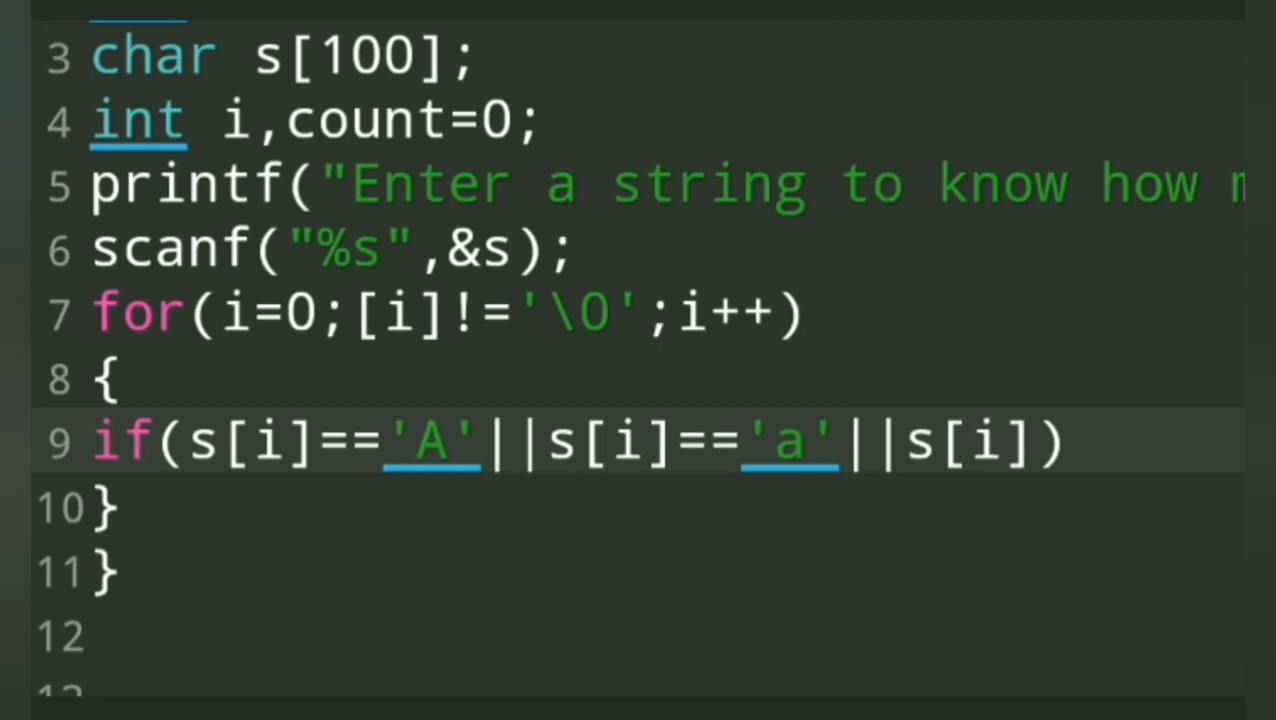 3 char s[100];
4 int i,count=0;
5 printf("Enter a string to know how
6 scanf("%s",&s);
7 for(i=0;[i]!='\0';i++)
8 {
9 if(s[i]=='A'||s[i]=='a'||s[i])
10 }
11 }
12